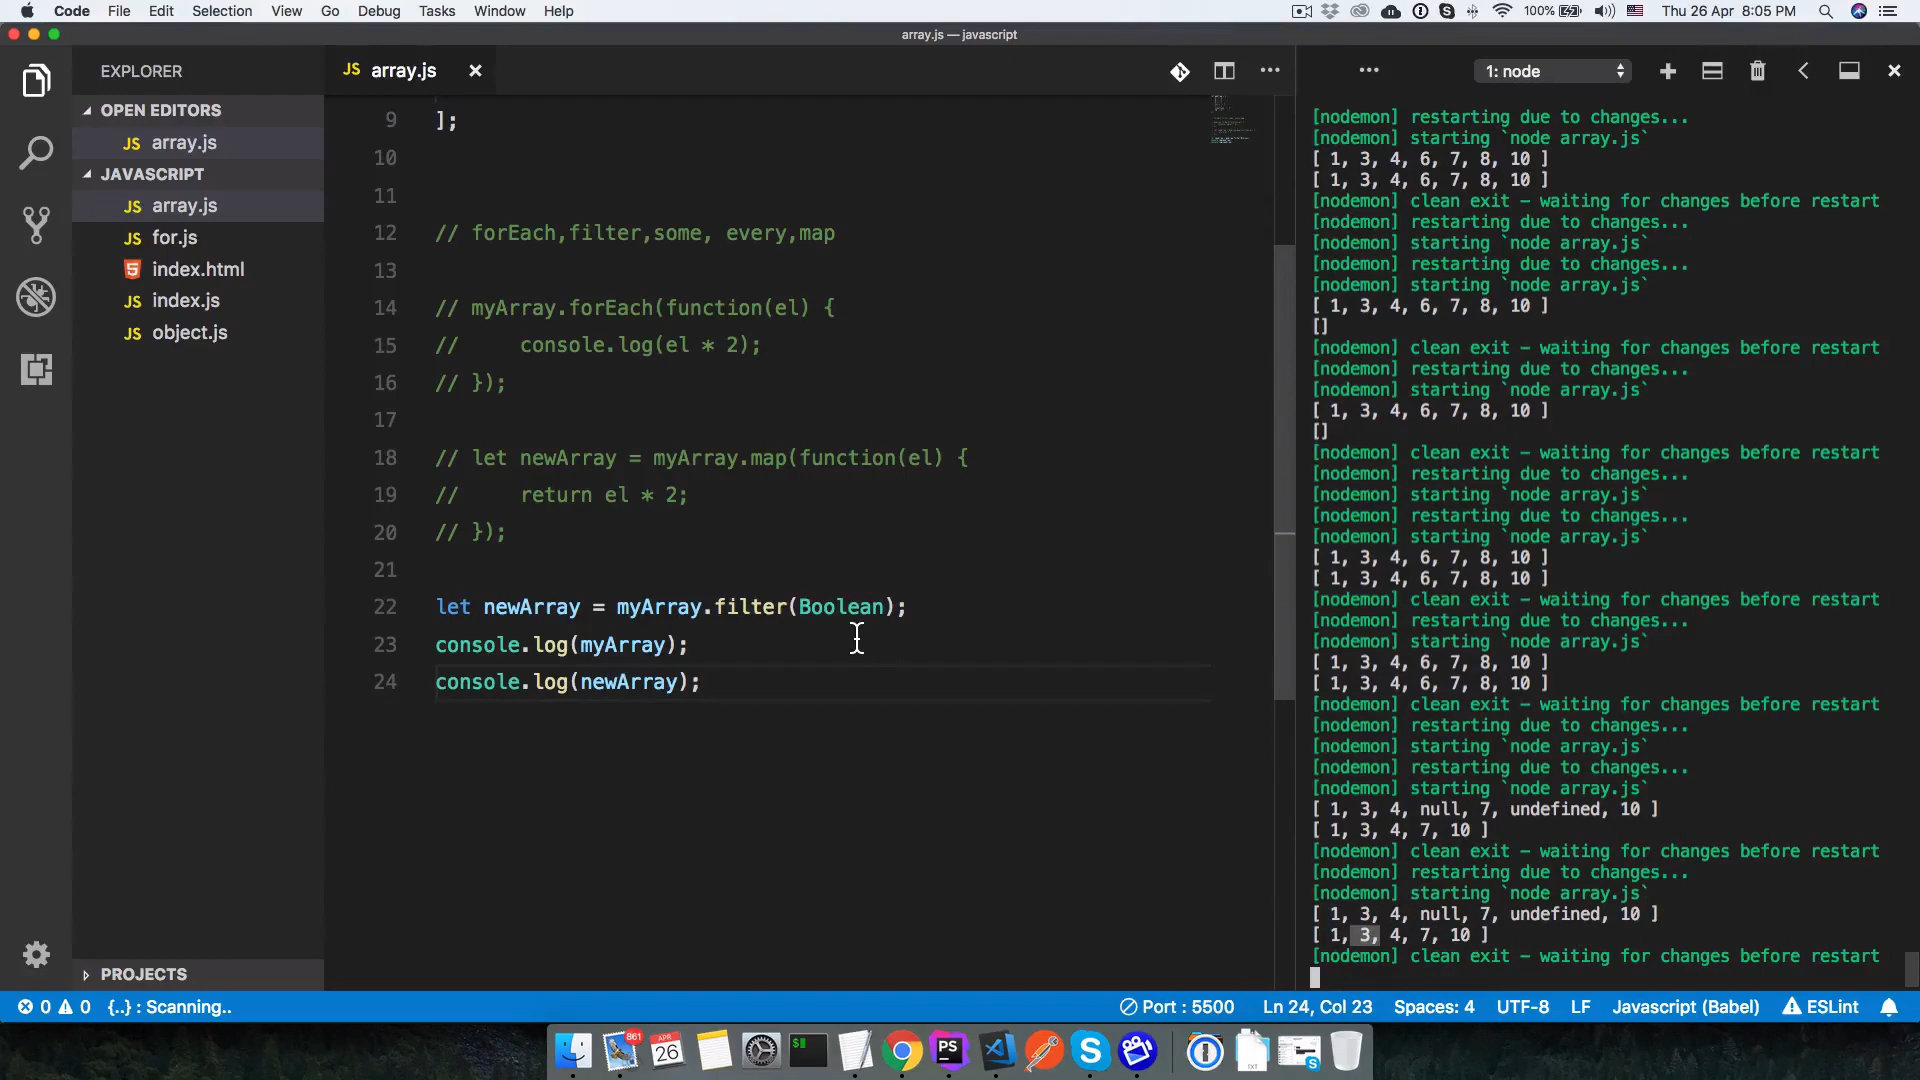 Code File Edit Selection View Go Debug Tasks Window Help 100% Thu 26 Apr 8:05 PM
array.js — javascript
EXPLORER
OPEN EDITORS
JS array.js
JAVASCRIPT
JS array.js
JS for.js
5 index.html
JS index.js
JS object.js
PROJECTS
JS array.js
9 ];
10
11
12 // forEach,filter,some, every,map
13
14 // myArray.forEach(function(el) {
15 //     console.log(el * 2);
16 // });
17
18 // let newArray = myArray.map(function(el) {
19 //     return el * 2;
20 // });
21
22 let newArray = myArray.filter(Boolean);
23 console.log(myArray);
24 console.log(newArray);
1: node
[nodemon] restarting due to changes...
[nodemon] starting `node array.js`
[ 1, 3, 4, 6, 7, 8, 10 ]
[ 1, 3, 4, 6, 7, 8, 10 ]
[nodemon] clean exit - waiting for changes before restart
[nodemon] restarting due to changes...
[nodemon] starting `node array.js`
[nodemon] restarting due to changes...
[nodemon] starting `node array.js`
[ 1, 3, 4, 6, 7, 8, 10 ]
[]
[nodemon] clean exit - waiting for changes before restart
[nodemon] restarting due to changes...
[nodemon] starting `node array.js`
[ 1, 3, 4, 6, 7, 8, 10 ]
[]
[nodemon] clean exit - waiting for changes before restart
[nodemon] restarting due to changes...
[nodemon] starting `node array.js`
[nodemon] restarting due to changes...
[nodemon] starting `node array.js`
[ 1, 3, 4, 6, 7, 8, 10 ]
[ 1, 3, 4, 6, 7, 8, 10 ]
[nodemon] clean exit - waiting for changes before restart
[nodemon] restarting due to changes...
[nodemon] starting `node array.js`
[ 1, 3, 4, 6, 7, 8, 10 ]
[ 1, 3, 4, 6, 7, 8, 10 ]
[nodemon] clean exit - waiting for changes before restart
[nodemon] restarting due to changes...
[nodemon] starting `node array.js`
[nodemon] restarting due to changes...
[nodemon] starting `node array.js`
[ 1, 3, 4, null, 7, undefined, 10 ]
[ 1, 3, 4, 7, 10 ]
[nodemon] clean exit - waiting for changes before restart
[nodemon] restarting due to changes...
[nodemon] starting `node array.js`
[ 1, 3, 4, null, 7, undefined, 10 ]
[ 1, 3, 4, 7, 10 ]
[nodemon] clean exit - waiting for changes before restart
0 0 {..} : Scanning.. Port : 5500 Ln 24, Col 23 Spaces: 4 UTF-8 LF Javascript (Babel) ESLint
861 APR 26 $ PS S 1 txt S